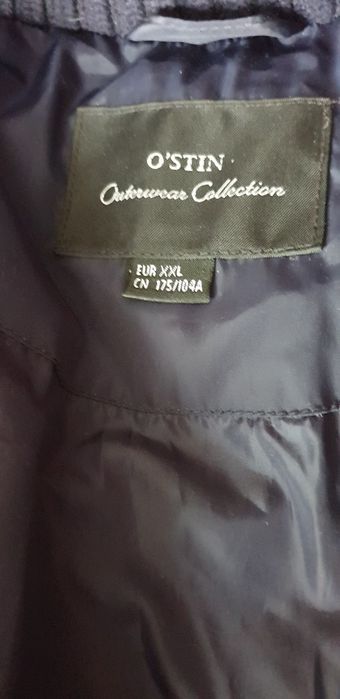 O'STIN
Outerwear Collection
EUR XXL
CN 175/104A